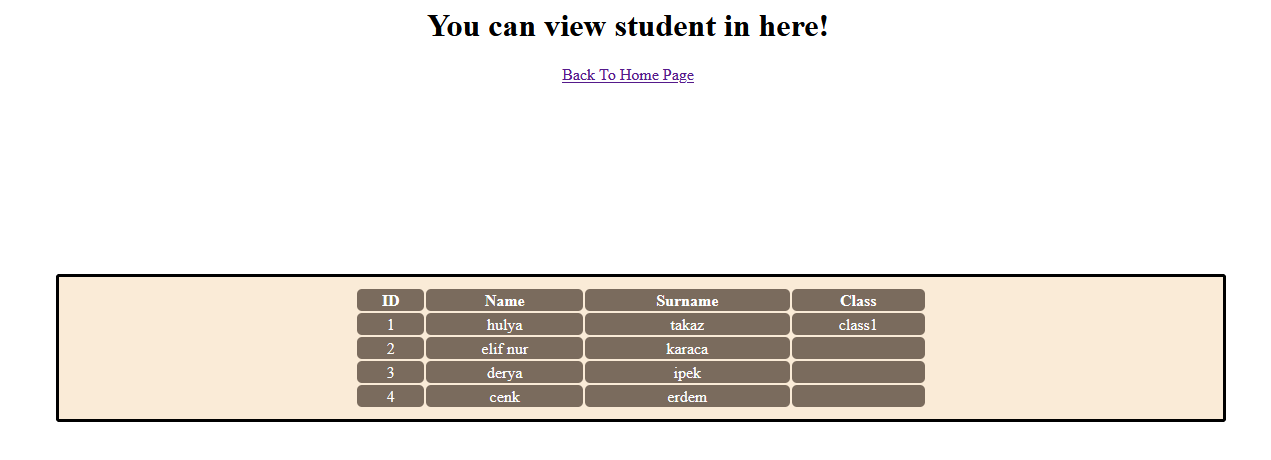 You can view student in here!
Back To Home Page
ID Name Surname Class
1 hulya takaz class1
2 elif nur karaca
3 derya ipek
4 cenk erdem